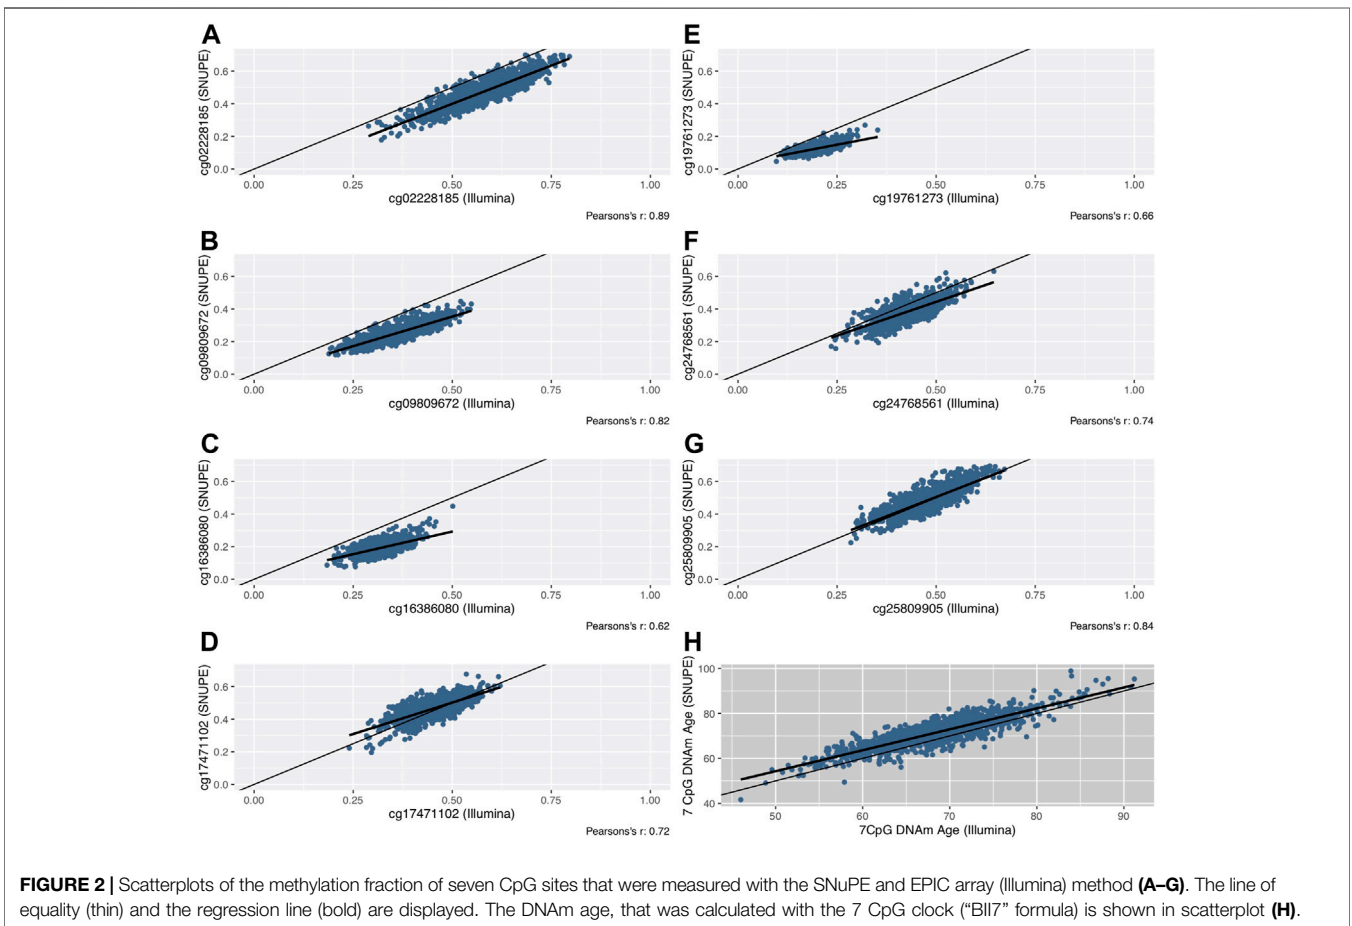 A
cg02228185 (SNUPE)
0.6
0.4
0.2
0.0
0.00 0.25 0.50 0.75 1.00
cg02228185 (Illumina)
Pearsons's r: 0.89
B
cg09809672 (SNUPE)
0.6
0.4
0.2
0.0
0.00 0.25 0.50 0.75 1.00
cg09809672 (Illumina)
Pearsons's r: 0.82
C
cg16386080 (SNUPE)
0.6
0.4
0.2
0.0
0.00 0.25 0.50 0.75 1.00
cg16386080 (Illumina)
Pearsons's r: 0.62
D
cg17471102 (SNUPE)
0.6
0.4
0.2
0.0
0.00 0.25 0.50 0.75 1.00
cg17471102 (Illumina)
Pearsons's r: 0.72
E
cg19761273 (SNUPE)
0.6
0.4
0.2
0.0
0.00 0.25 0.50 0.75 1.00
cg19761273 (Illumina)
Pearsons's r: 0.66
F
cg24768561 (SNUPE)
0.6
0.4
0.2
0.0
0.00 0.25 0.50 0.75 1.00
cg24768561 (Illumina)
Pearsons's r: 0.74
G
cg25809905 (SNUPE)
0.6
0.4
0.2
0.0
0.00 0.25 0.50 0.75 1.00
cg25809905 (Illumina)
Pearsons's r: 0.84
H
7 CpG DNAm Age (SNUPE)
100
80
60
40
50 60 70 80 90
7CpG DNAm Age (Illumina)
FIGURE 2 | Scatterplots of the methylation fraction of seven CpG sites that were measured with the SNuPE and EPIC array (Illumina) method (A–G). The line of
equality (thin) and the regression line (bold) are displayed. The DNAm age, that was calculated with the 7 CpG clock (“BII7” formula) is shown in scatterplot (H).